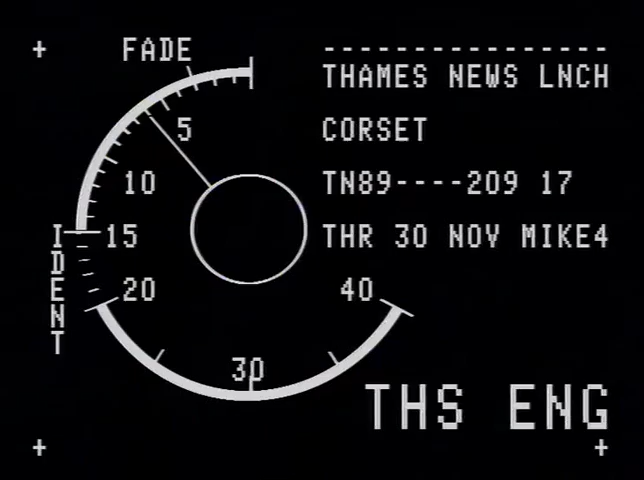 FADE
5
10
15
20
30
40
IDENT
----------------
THAMES NEWS LNCH
CORSET
TN89----209 17
THR 30 NOV MIKE4
THS ENG